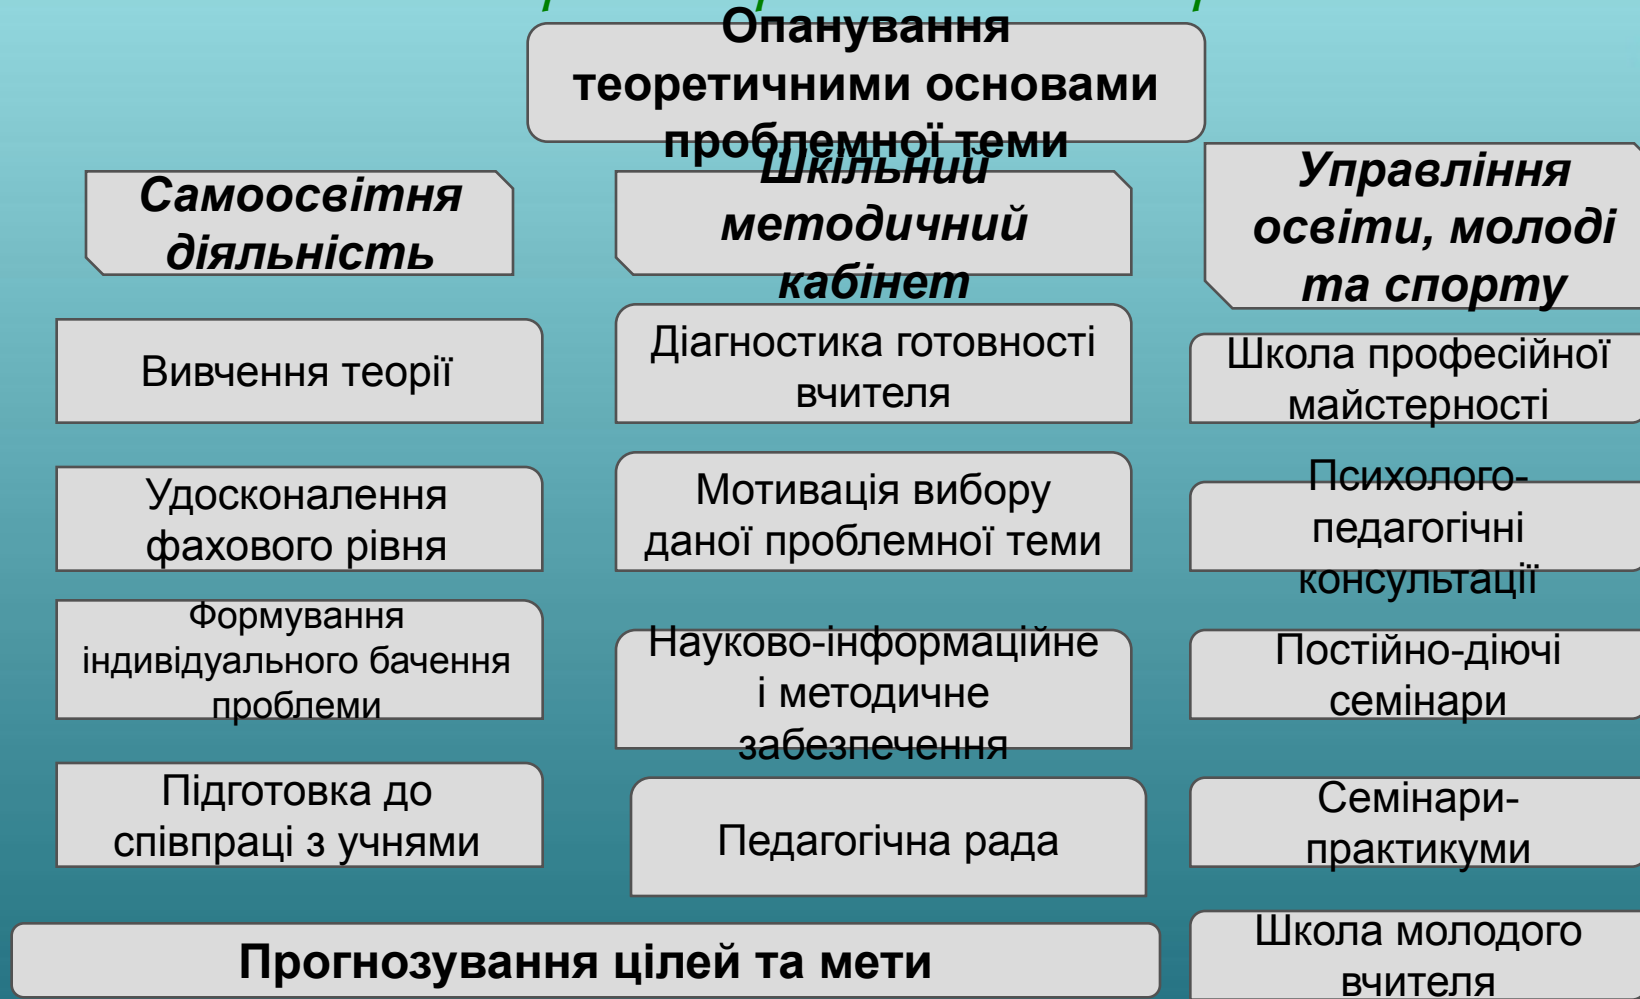 Опанування
теоретичними основами
проблемної теми
Самоосвітня
діяльність
Вивчення теорії
Удосконалення
фахового рівня
Формування
індивідуального бачення
проблеми
Підготовка до
співпраці з учнями
Шкільний
методичний
кабінет
Діагностика готовності
вчителя
Мотивація вибору
даної проблемної теми
Науково-інформаційне
і методичне
забезпечення
Педагогічна рада
Управління
освіти, молоді
та спорту
Школа професійної
майстерності
Психолого-
педагогічні
консультації
Постійно-діючі
семінари
Семінари-
практикуми
Школа молодого
вчителя
Прогнозування цілей та мети